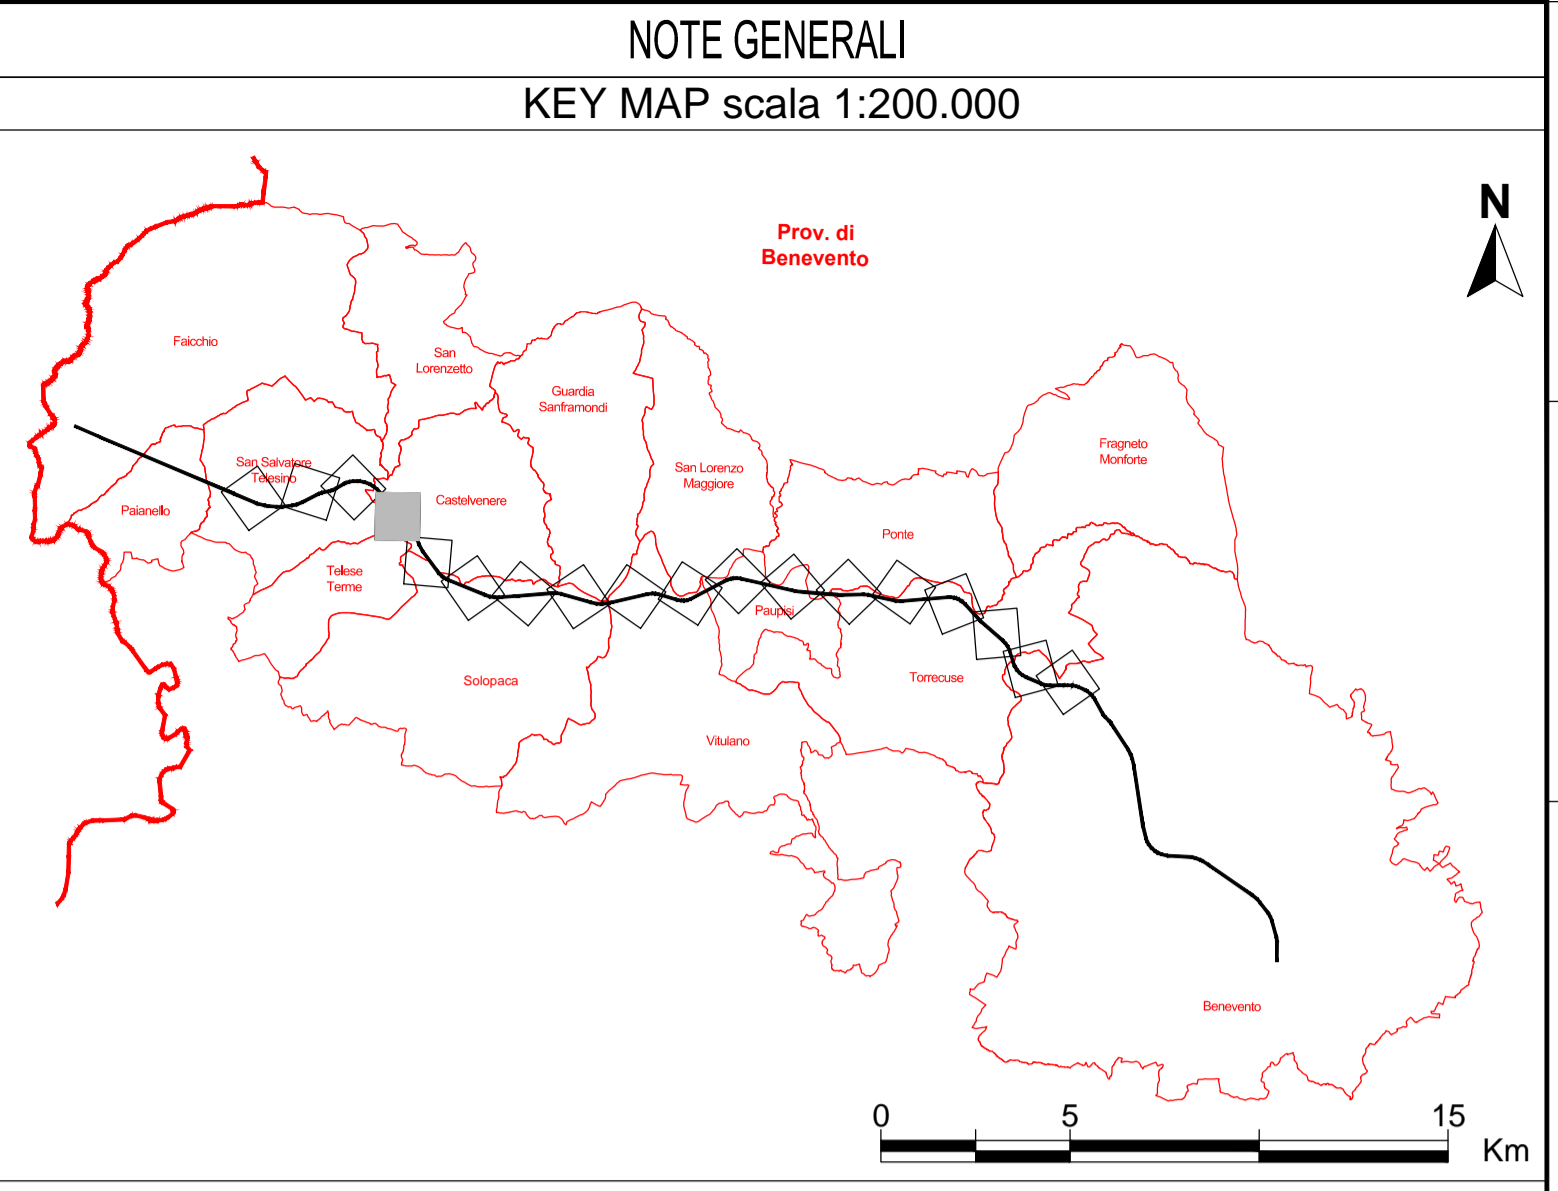 NOTE GENERALI
KEY MAP scala 1:200.000
N
Prov. di
Benevento
Faicchio
San
Lorenzetto
Guardia
Sanframondi
Fragneto
Monforte
San Salvatore
Telesino
San Lorenzo
Maggiore
Castelvenere
Paianello
Ponte
Telese
Terme
Paupisi
Solopaca
Torrecuse
Vitulano
Benevento
0 5 15
Km